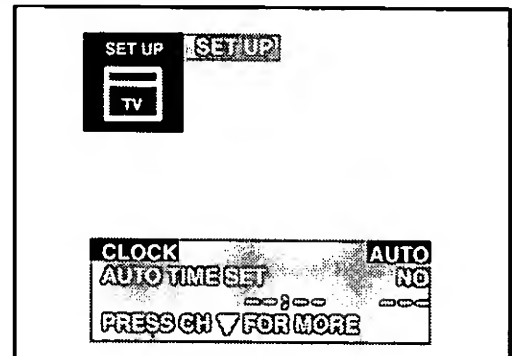 SET UP SET UP
TV
CLOCK AUTO
AUTO TIME SET NO
--:-- ---
PRESS CH ▽ FOR MORE